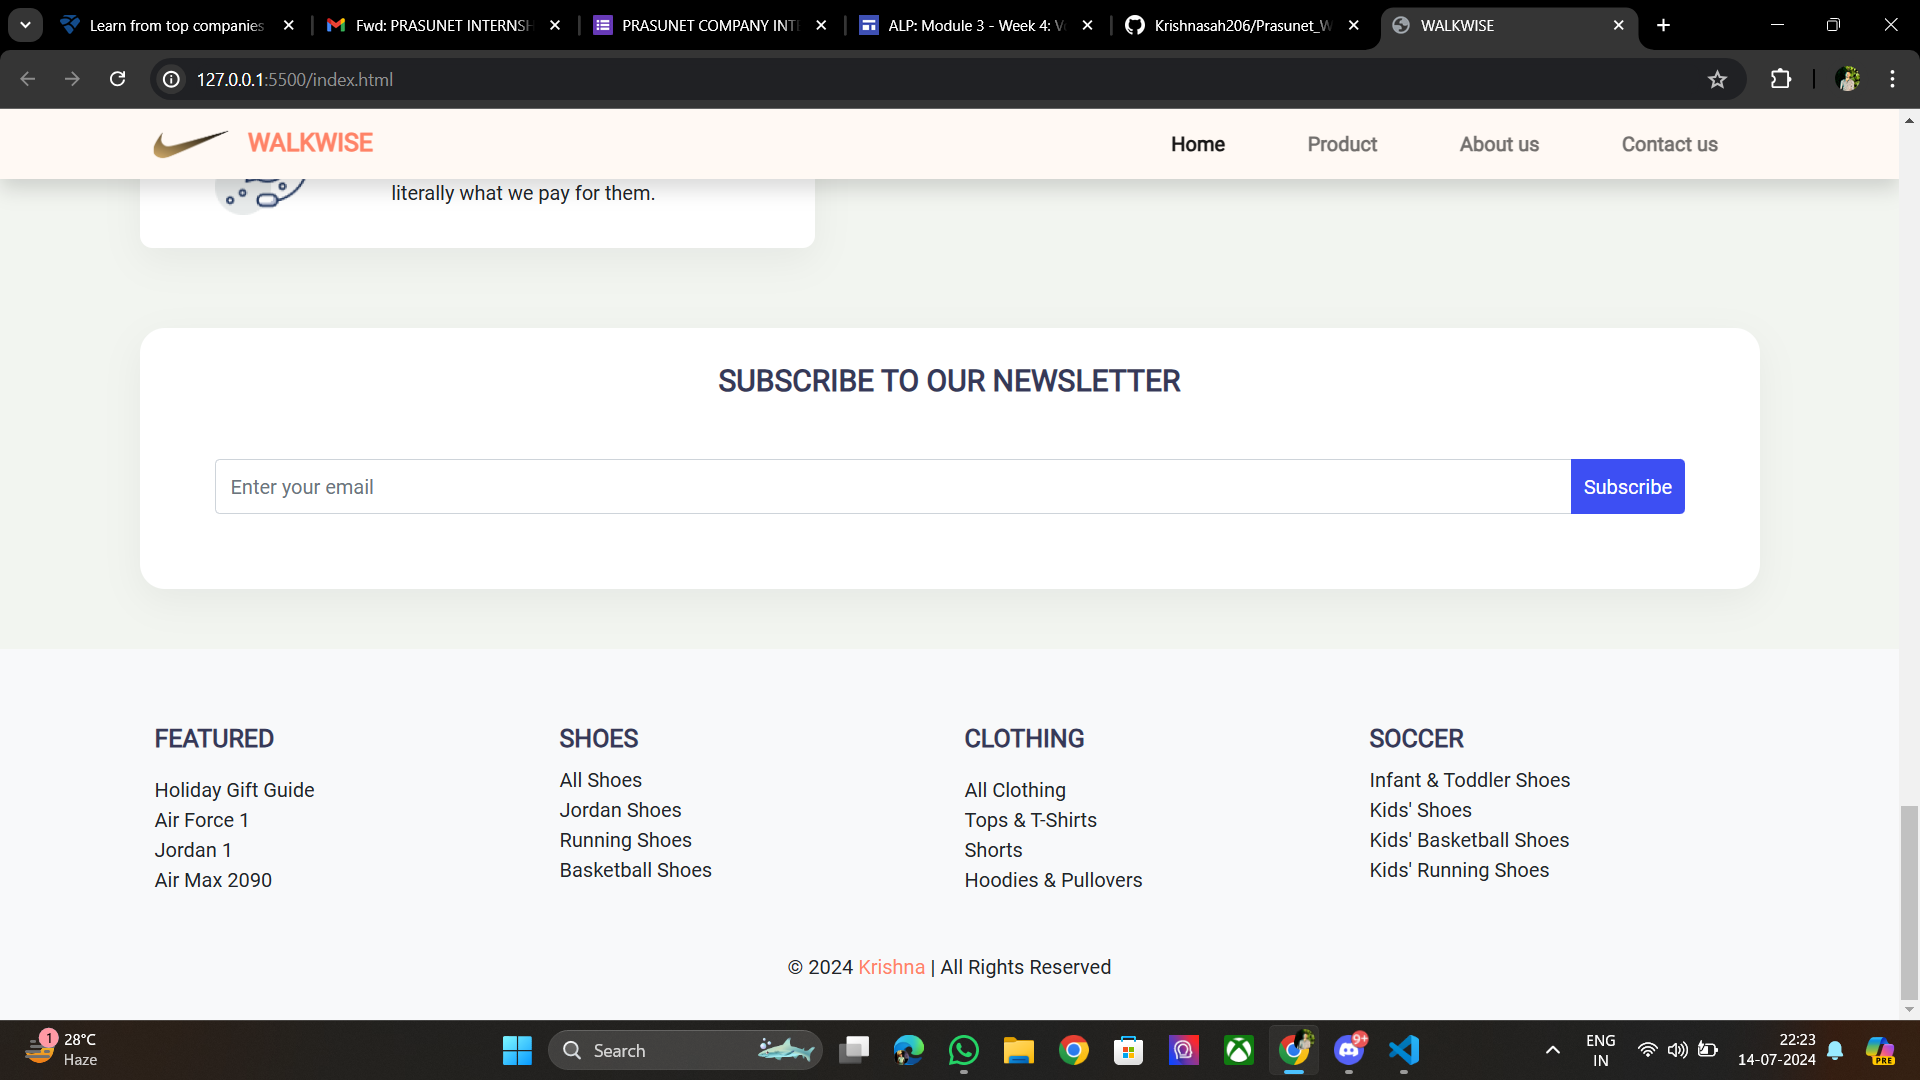 Learn from top companies
Fwd: PRASUNET INTERNSH
PRASUNET COMPANY INTE
ALP: Module 3 - Week 4: V
Krishnasah206/Prasunet_W
WALKWISE
127.0.0.1:5500/index.html
WALKWISE
Home
Product
About us
Contact us
literally what we pay for them.
SUBSCRIBE TO OUR NEWSLETTER
Enter your email
Subscribe
FEATURED
Holiday Gift Guide
Air Force 1
Jordan 1
Air Max 2090
SHOES
All Shoes
Jordan Shoes
Running Shoes
Basketball Shoes
CLOTHING
All Clothing
Tops & T-Shirts
Shorts
Hoodies & Pullovers
SOCCER
Infant & Toddler Shoes
Kids' Shoes
Kids' Basketball Shoes
Kids' Running Shoes
© 2024 Krishna | All Rights Reserved
1
28°C
Haze
Search
9+
ENG
IN
22:23
14-07-2024
PRE